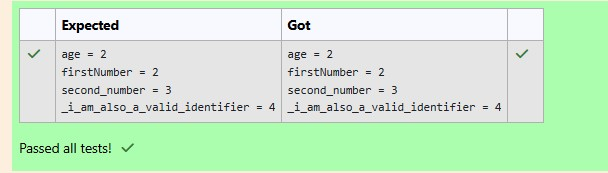 Expected Got
age = 2 age = 2
firstNumber = 2 firstNumber = 2
second_number = 3 second_number = 3
_i_am_also_a_valid_identifier = 4 _i_am_also_a_valid_identifier = 4
Passed all tests!